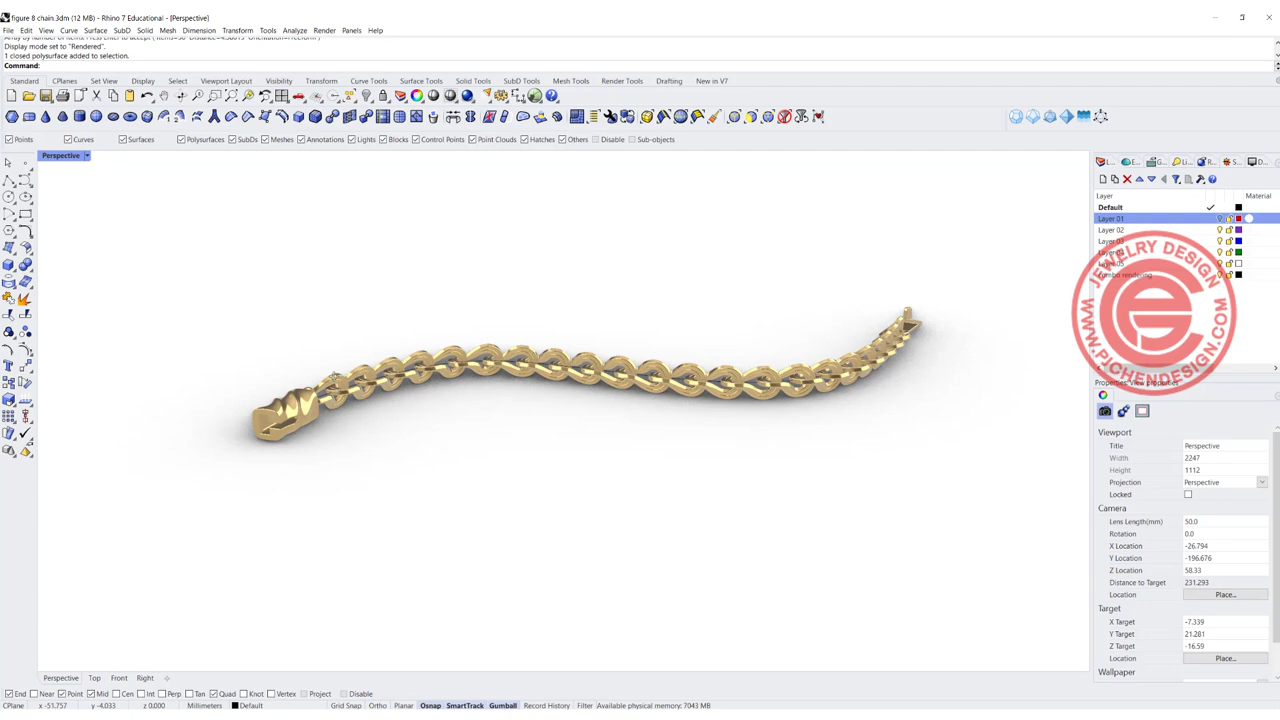 figure 8 chain.3dm (12 MB) - Rhino 7 Educational - [Perspective]
File Edit View Curve Surface SubD Solid Mesh Dimension Transform Tools Analyze Render Panels Help
Display mode set to "Rendered".
1 closed polysurface added to selection.
Command:
Standard CPlanes Set View Display Select Viewport Layout Visibility Transform Curve Tools Surface Tools Solid Tools SubD Tools Mesh Tools Render Tools Drafting New in V7
Points Curves Surfaces Polysurfaces SubDs Meshes Annotations Lights Blocks Control Points Point Clouds Hatches Others Disable Sub-objects
Perspective
Layer Material
Default
Layer 01
Layer 02
JEWELRY DESIGN
WWW.PJCHENDESIGN.COM
Properties: View properties
Viewport
Title Perspective
Width 2247
Height 1112
Projection Perspective
Locked
Camera
Lens Length(mm) 50.0
Rotation 0.0
X Location -26.794
Y Location -196.676
Z Location 58.33
Distance to Target 231.293
Location Place...
Target
X Target -7.339
Y Target 21.281
Z Target -16.59
Location Place...
Wallpaper
Perspective Top Front Right
End Near Point Mid Cen Int Perp Tan Quad Knot Vertex Project Disable
CPlane x -51.757 y -4.033 z 0.000 Millimeters Default Grid Snap Ortho Planar Osnap SmartTrack Gumball Record History Filter Available physical memory: 7043 MB